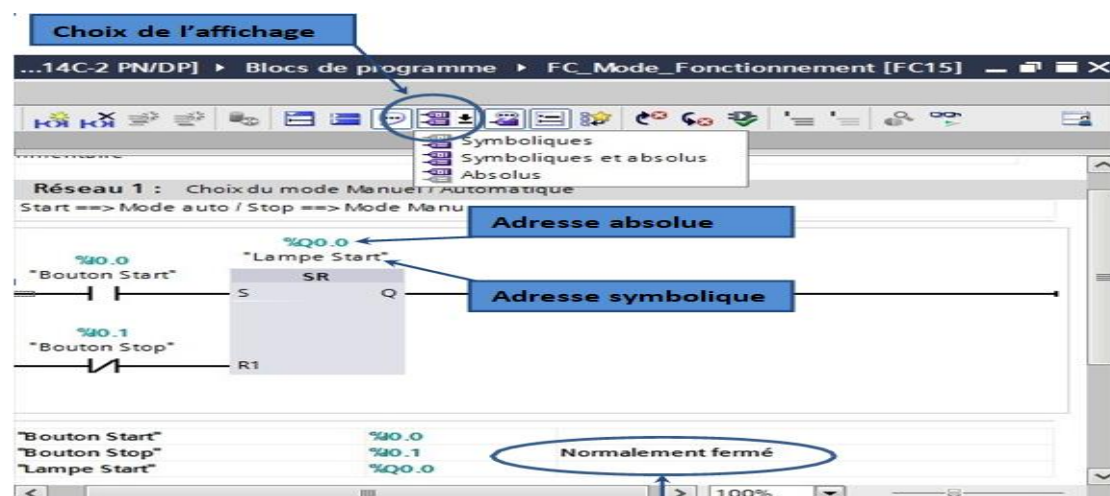 Choix de l'affichage
...14C-2 PN/DP] ▸ Blocs de programme ▸ FC_Mode_Fonctionnement [FC15]
Symboliques
Symboliques et absolus
Absolus
Réseau 1 : Choix du mode Manuel / Automatique
Start ==> Mode auto / Stop ==> Mode Manu
Adresse absolue
%Q0.0
"Lampe Start"
%I0.0
"Bouton Start"
SR
S
Q
Adresse symbolique
%I0.1
"Bouton Stop"
R1
"Bouton Start" %I0.0
"Bouton Stop" %I0.1 Normalement fermé
"Lampe Start" %Q0.0
100%